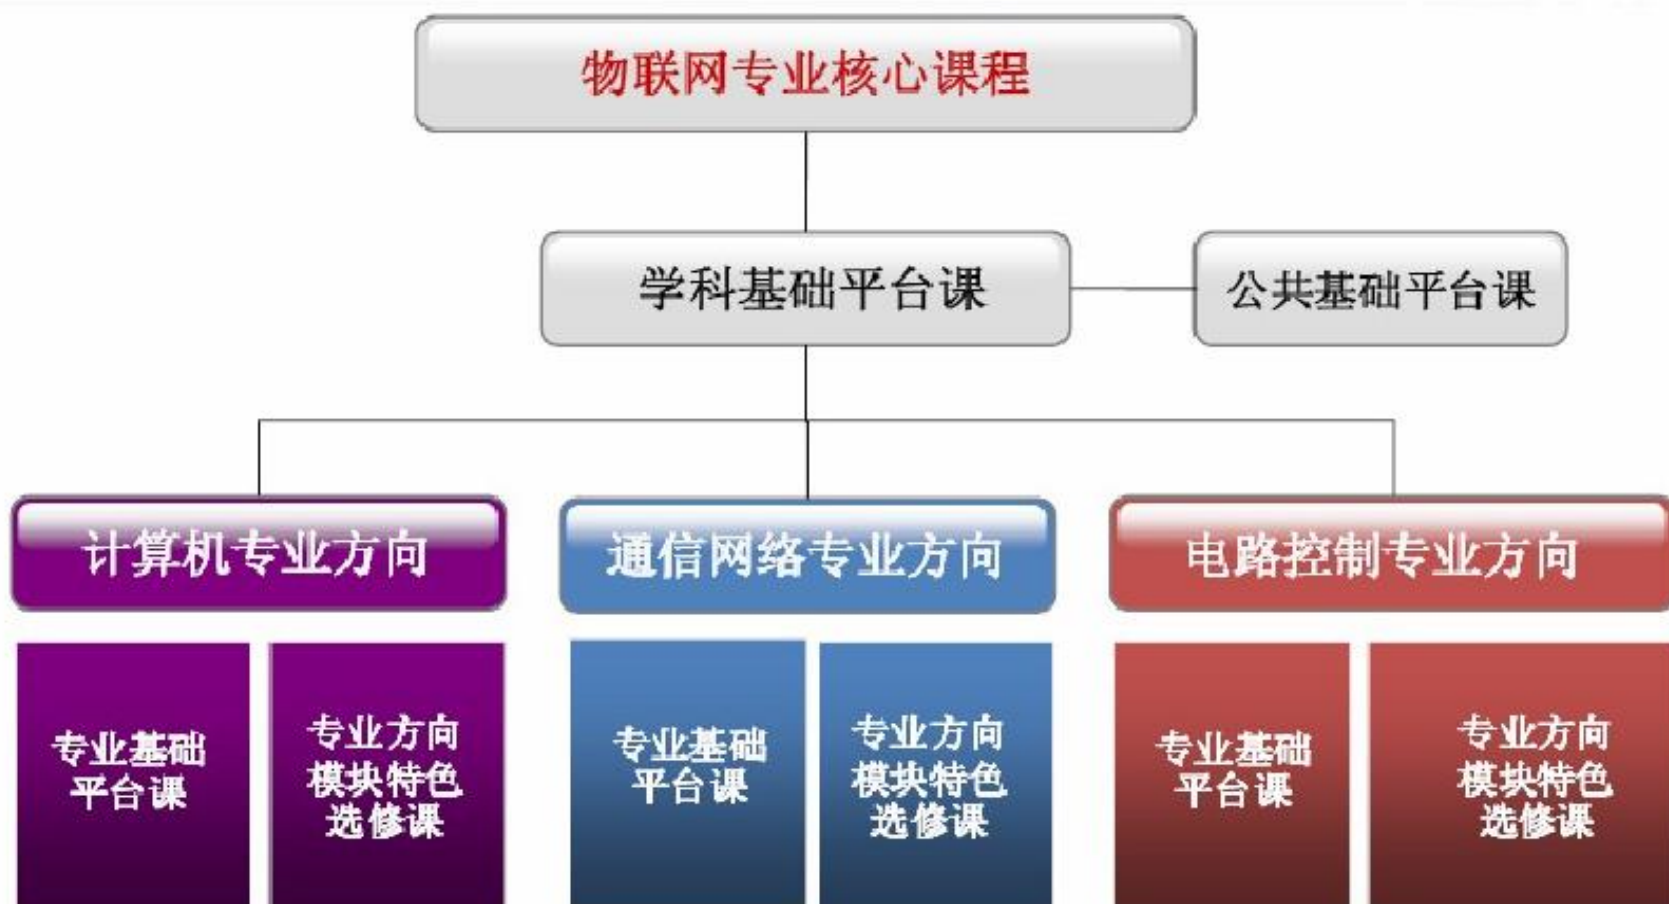 物联网专业核心课程
学科基础平台课
公共基础平台课
计算机专业方向
通信网络专业方向
电路控制专业方向
专业基础
平台课
专业方向
模块特色
选修课
专业基础
平台课
专业方向
模块特色
选修课
专业基础
平台课
专业方向
模块特色
选修课